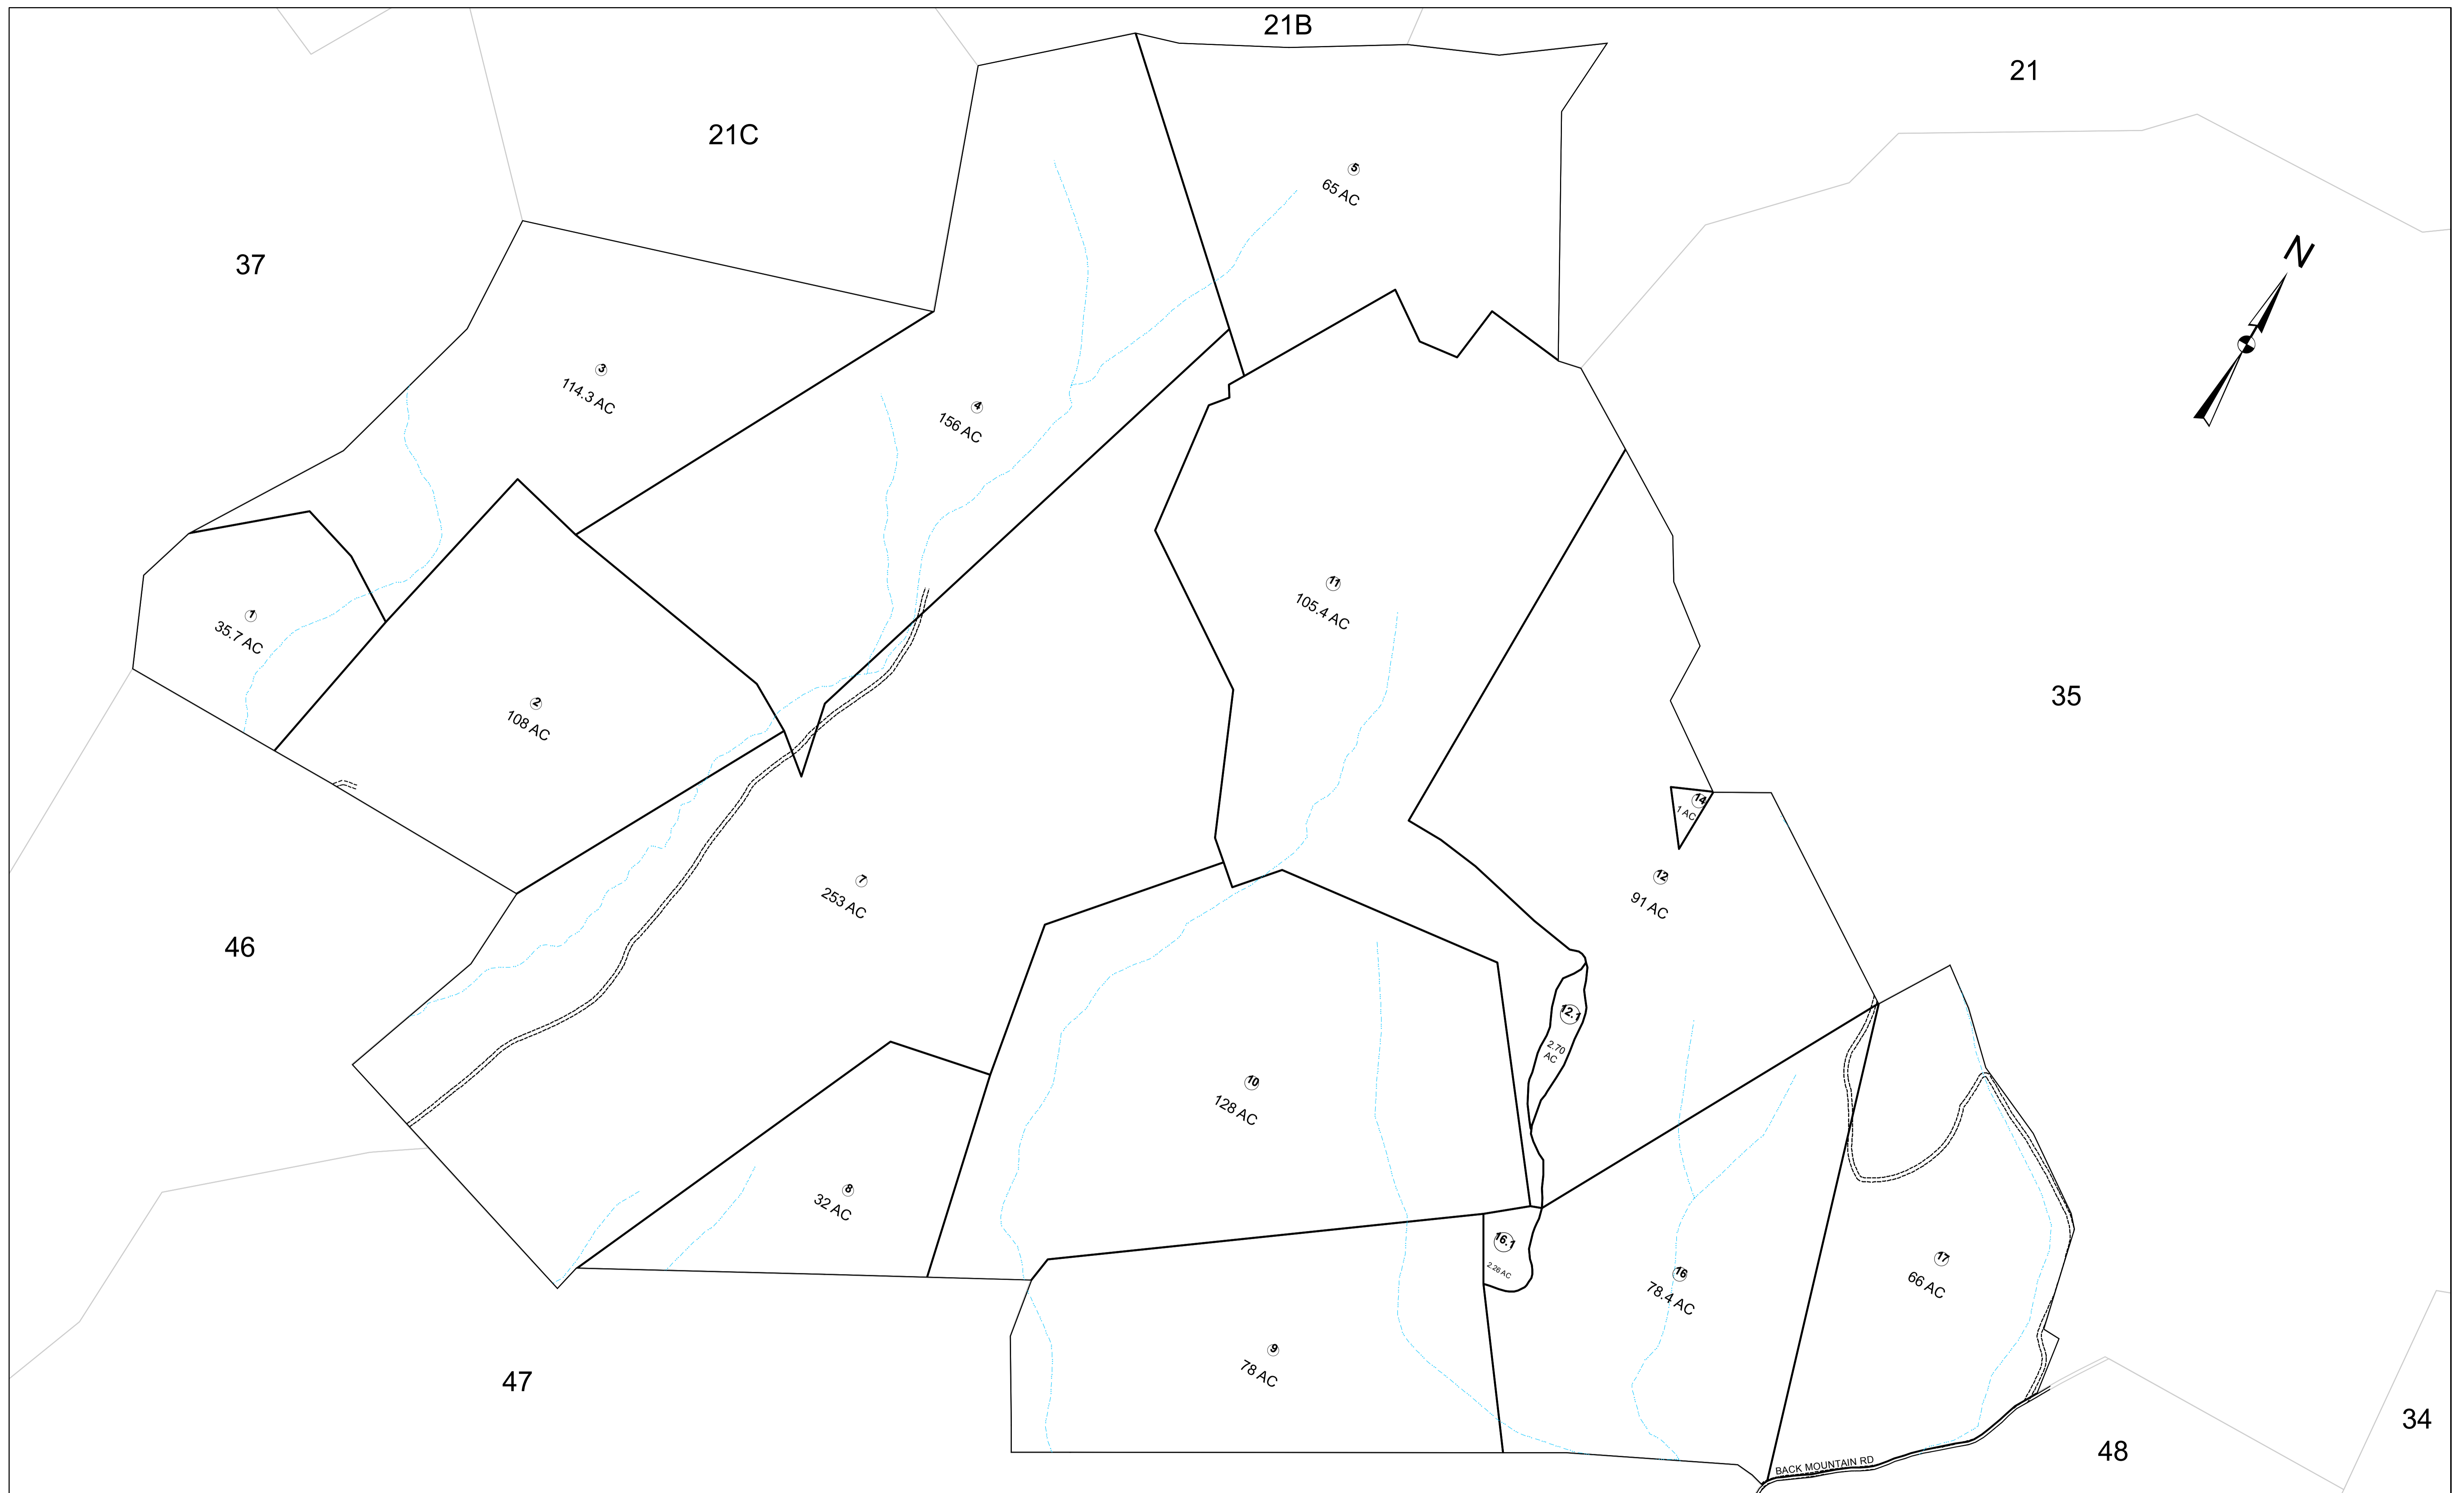 21B
21
21C
5
65 AC
N
37
3
114.3 AC
4
156 AC
11
105.4 AC
1
35.7 AC
2
108 AC
35
14
1 AC
7
253 AC
12
91 AC
46
12.1
2.70
AC
10
128 AC
8
32 AC
16.1
2.26 AC
16
78.4 AC
17
66 AC
9
78 AC
47
34
48
BACK MOUNTAIN RD